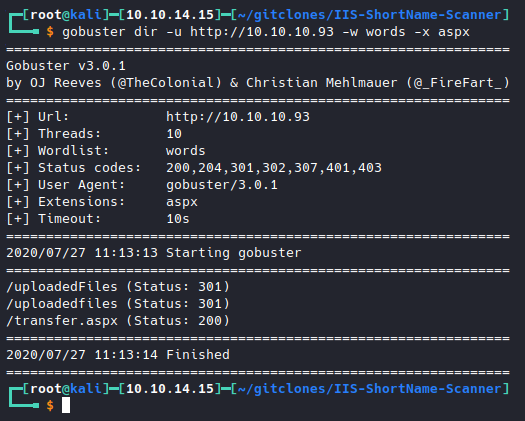 ┌─[root@kali]─[10.10.14.15]─[~/gitclones/IIS-ShortName-Scanner]
└──╼ $ gobuster dir -u http://10.10.10.93 -w words -x aspx
===============================================================
Gobuster v3.0.1
by OJ Reeves (@TheColonial) & Christian Mehlmauer (@_FireFart_)
===============================================================
[+] Url:            http://10.10.10.93
[+] Threads:        10
[+] Wordlist:       words
[+] Status codes:   200,204,301,302,307,401,403
[+] User Agent:     gobuster/3.0.1
[+] Extensions:     aspx
[+] Timeout:        10s
===============================================================
2020/07/27 11:13:13 Starting gobuster
===============================================================
/uploadedFiles (Status: 301)
/uploadedfiles (Status: 301)
/transfer.aspx (Status: 200)
===============================================================
2020/07/27 11:13:14 Finished
===============================================================
┌─[root@kali]─[10.10.14.15]─[~/gitclones/IIS-ShortName-Scanner]
└──╼ $